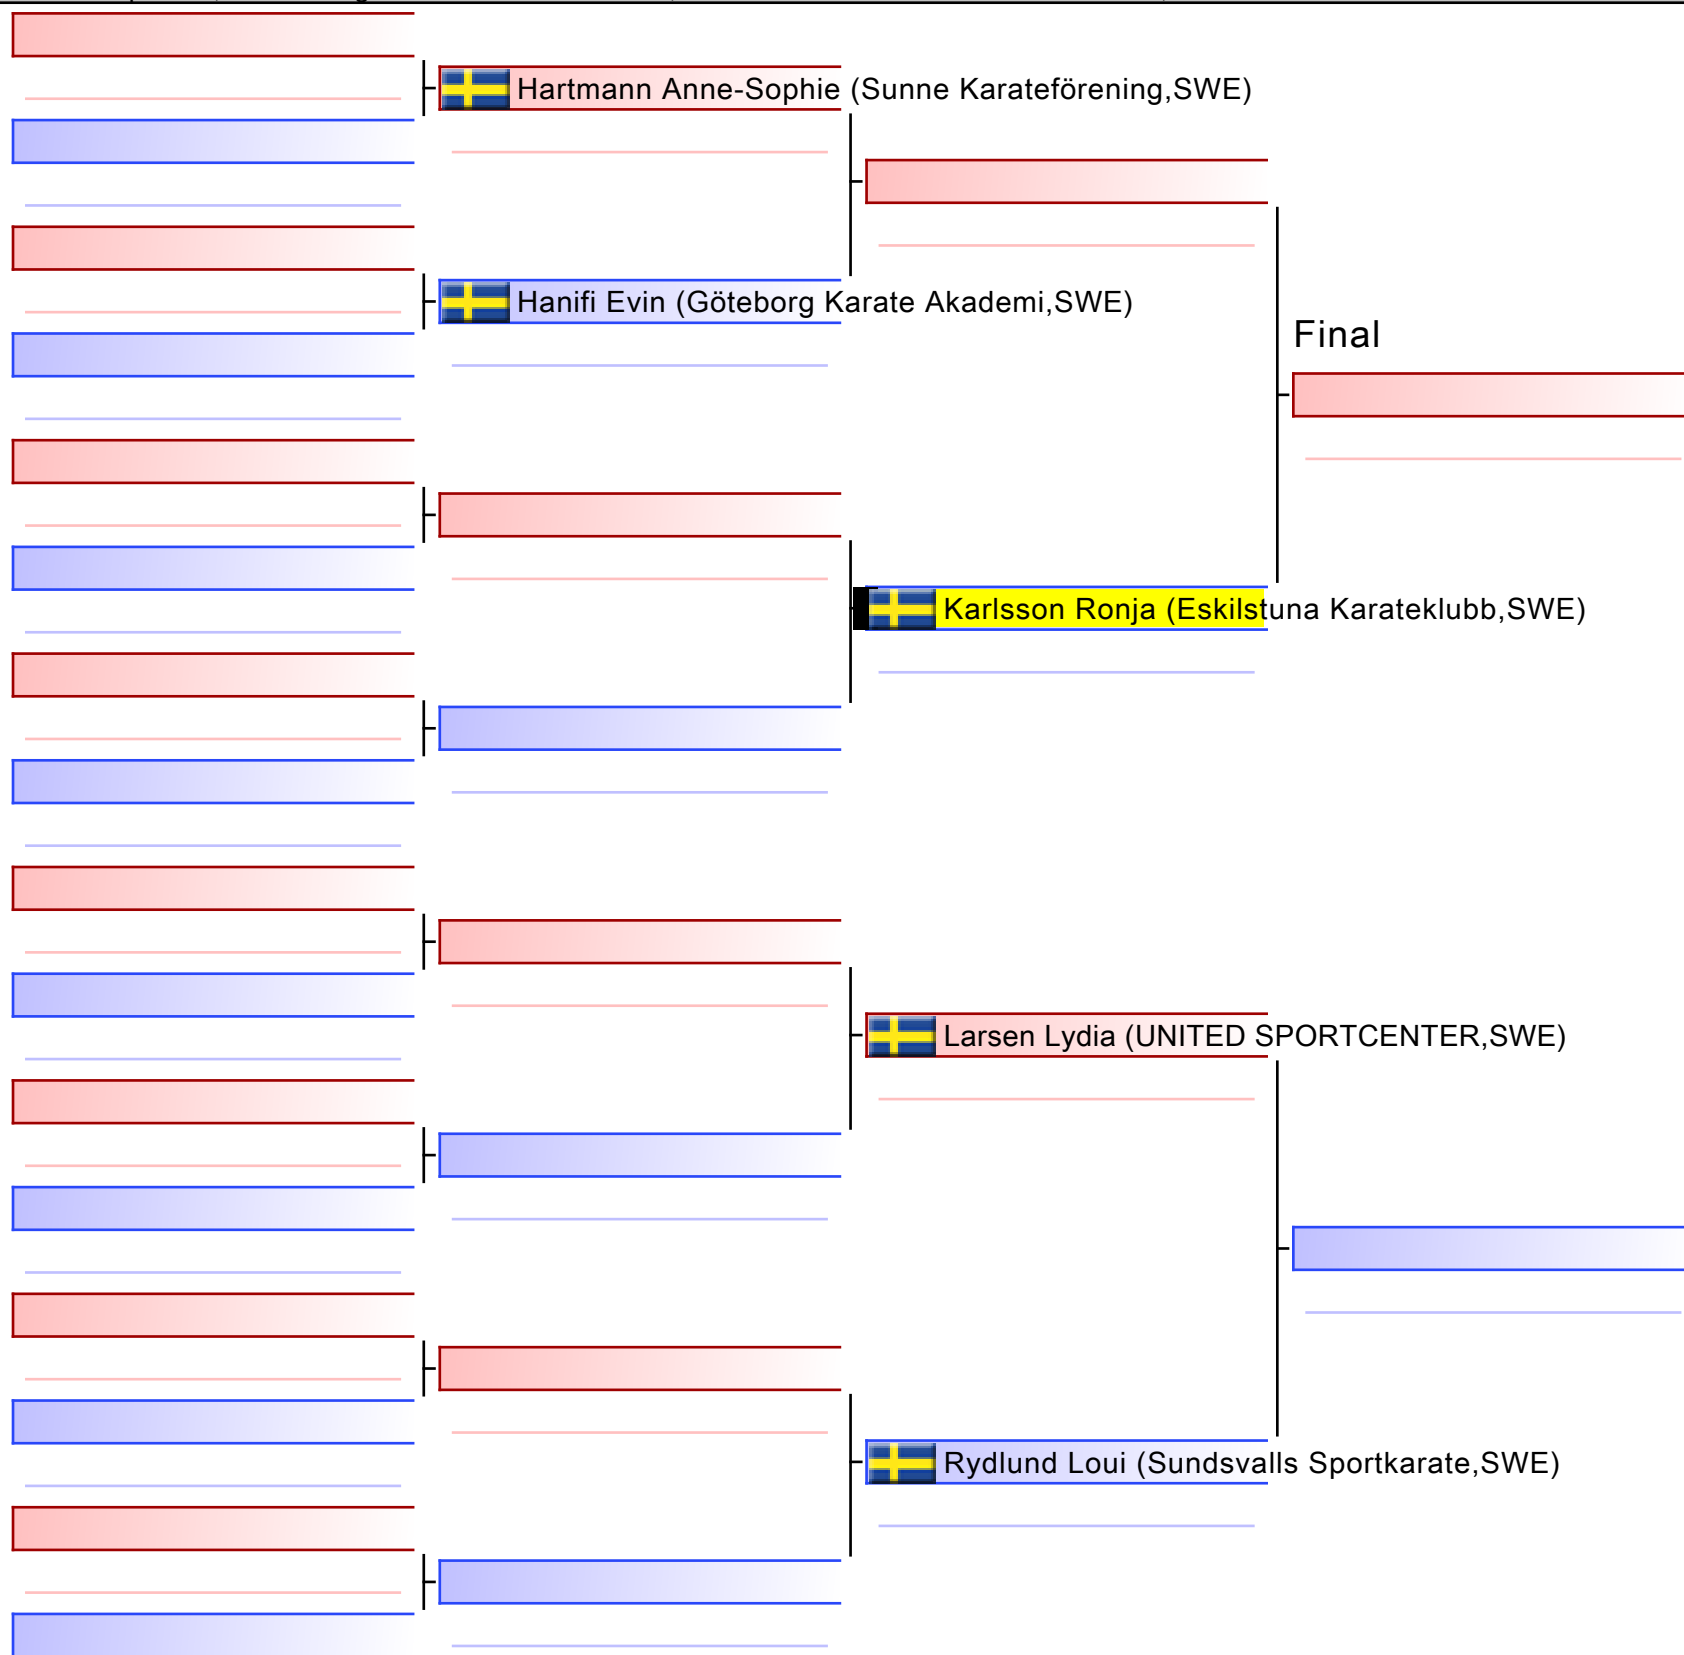 Hartmann Anne-Sophie (Sunne Karateförening,SWE)
Hanifi Evin (Göteborg Karate Akademi,SWE)
Final
Karlsson Ronja (Eskilstuna Karateklubb,SWE)
Larsen Lydia (UNITED SPORTCENTER,SWE)
Rydlund Loui (Sundsvalls Sportkarate,SWE)